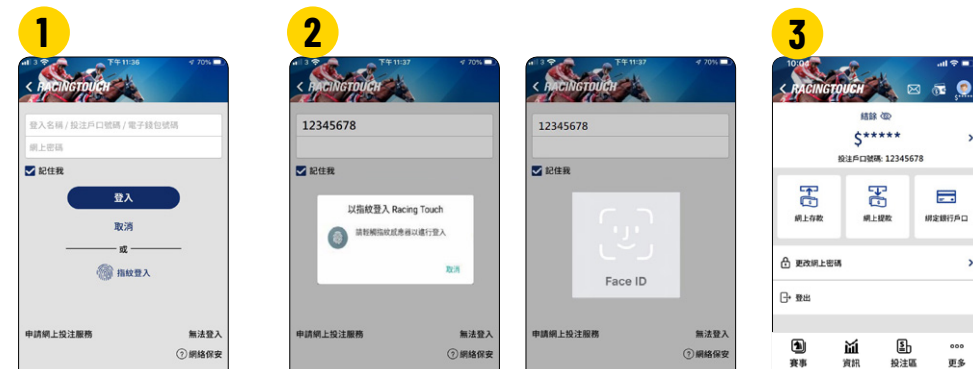 1
下午11:36
70%
RACINGTOUCH
登入名稱 / 投注戶口號碼 / 電子錢包號碼
網上密碼
記住我
登入
取消
或
指紋登入
申請網上投注服務
無法登入
? 網絡保安
2
3
下午11:37
70%
RACINGTOUCH
12345678
記住我
以指紋登入 Racing Touch
請輕觸指紋感應器以進行登入
取消
申請網上投注服務
無法登入
? 網絡保安
3
下午11:37
70%
RACINGTOUCH
12345678
記住我
Face ID
申請網上投注服務
無法登入
? 網絡保安
3
10:04
RACINGTOUCH
結餘
$*****
投注戶口號碼: 12345678
網上存款
網上提款
綁定銀行戶口
更改網上密碼
登出
賽事
資訊
投注區
更多